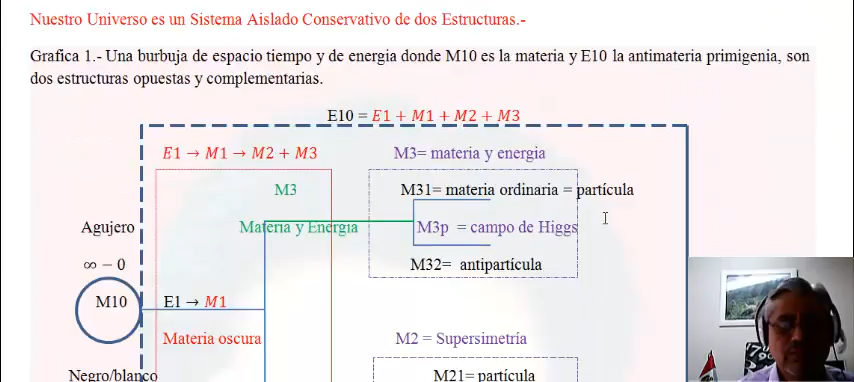 Nuestro Universo es un Sistema Aislado Conservativo de dos Estructuras.-
Grafica 1.- Una burbuja de espacio tiempo y de energia donde M10 es la materia y E10 la antimateria primigenia, son
dos estructuras opuestas y complementarias.
E10 = E1 + M1 + M2 + M3
E1 → M1 → M2 + M3
M3= materia y energia
M3
M31= materia ordinaria = partícula
Agujero
Materia y Energia
M3p = campo de Higgs
∞ − 0
M32= antipartícula
M10
E1 → M1
Materia oscura
M2 = Supersimetría
Negro/blanco
M21= partícula